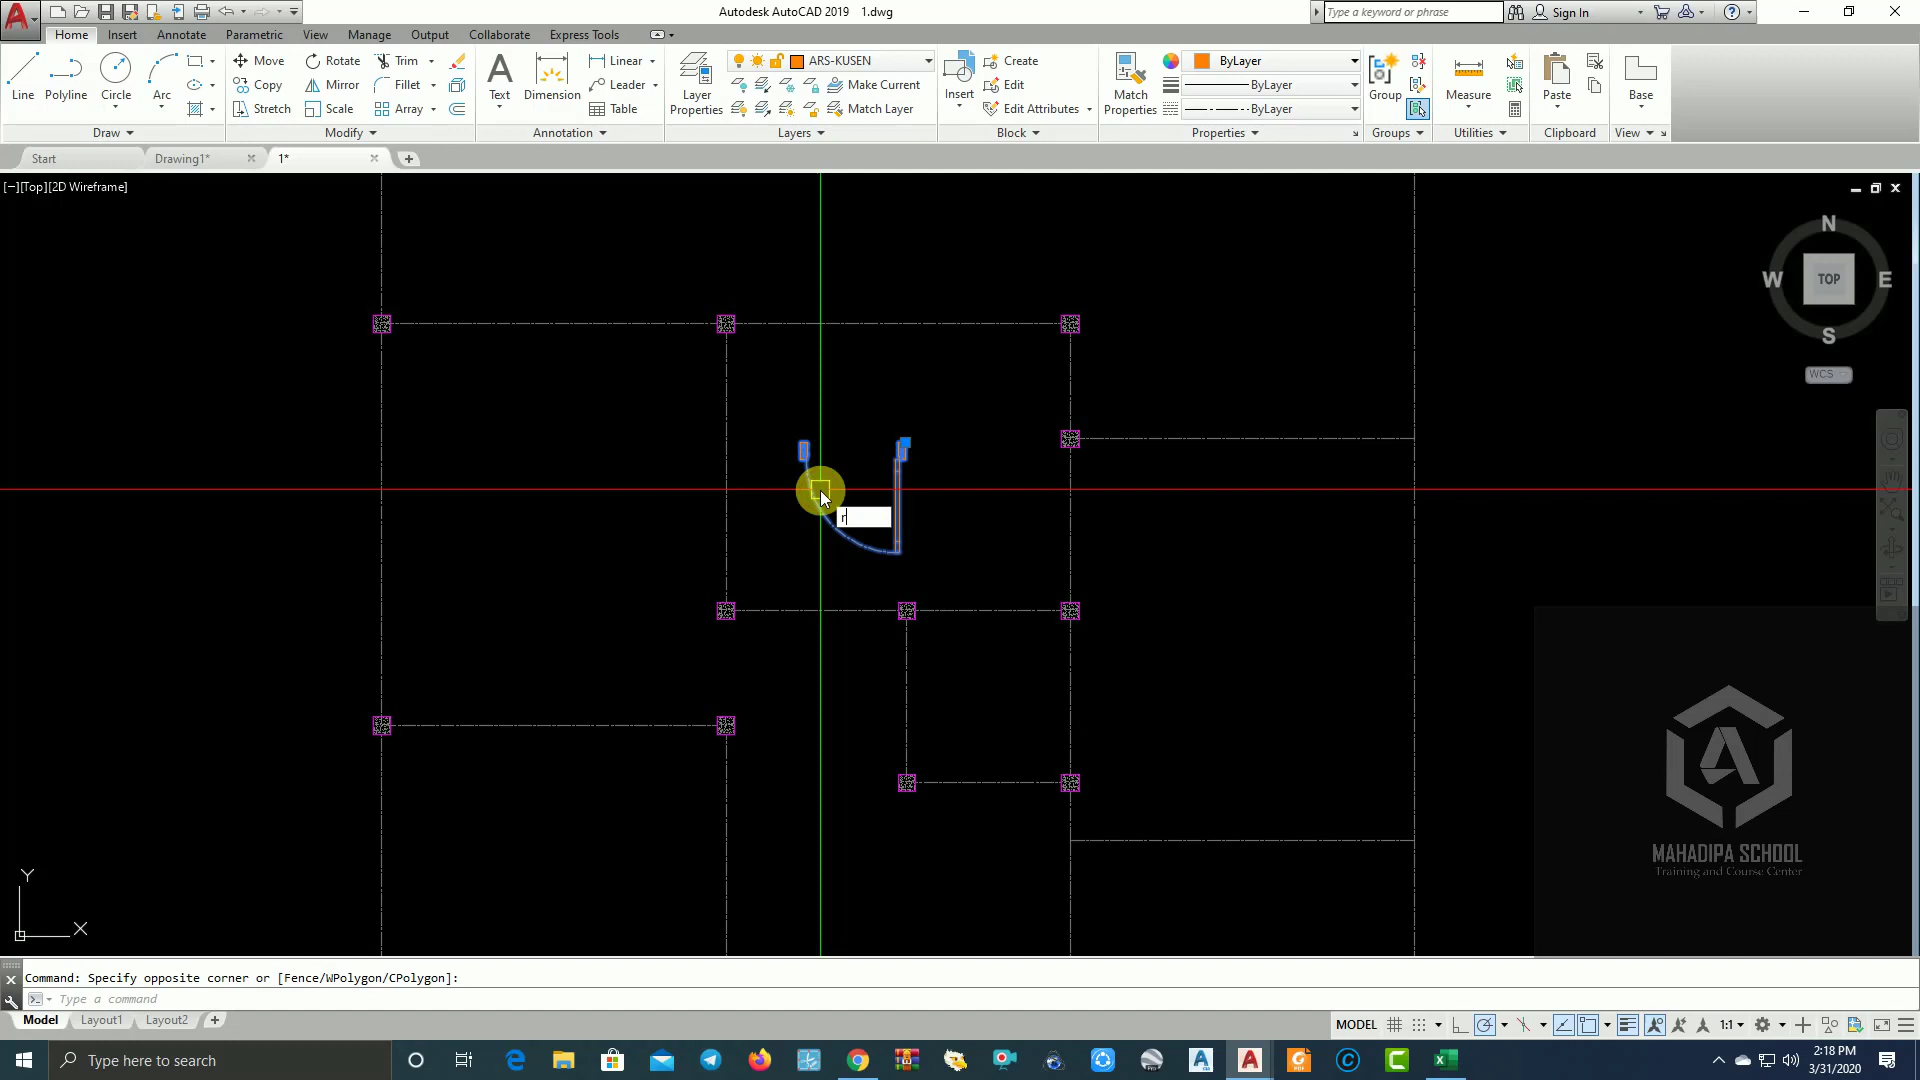 Autodesk AutoCAD 2019 1.dwg
Type a keyword or phrase
Sign In
Home Insert Annotate Parametric View Manage Output Collaborate Express Tools
Line Polyline Circle Arc
Move Rotate Trim
Copy Mirror Fillet
Stretch Scale Array
Text Dimension
Linear
Leader
Table
Layer Properties
ARS-KUSEN
Make Current
Match Layer
Insert
Create
Edit
Edit Attributes
Match Properties
ByLayer
ByLayer
ByLayer
Group Measure Paste Base
Draw Modify Annotation Layers Block Properties Groups Utilities Clipboard View
Start Drawing1* 1*
[−][Top][2D Wireframe]
N
W TOP E
S
WCS
r
MAHADIPA SCHOOL
Training and Course Center
Y
X
Command: Specify opposite corner or [Fence/WPolygon/CPolygon]:
Type a command
Model Layout1 Layout2
MODEL 1:1
Type here to search
2:18 PM
3/31/2020